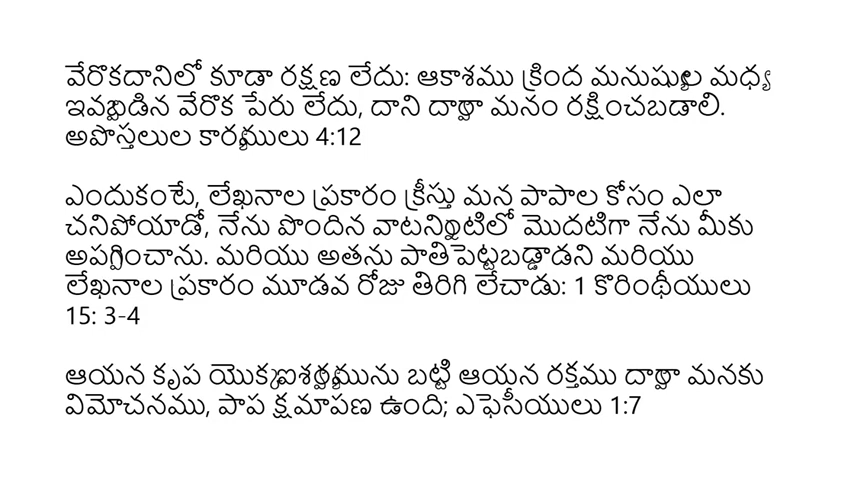 వేరొకదానిలో కూడా రక్షణ లేదు: ఆకాశము క్రింద మనుష్యుల మధ్య
ఇవ్వబడిన వేరొక పేరు లేదు, దాని ద్వారా మనం రక్షించబడాలి.
అపొస్తలుల కార్యములు 4:12
ఎందుకంటే, లేఖనాల ప్రకారం క్రీస్తు మన పాపాల కోసం ఎలా
చనిపోయాడో, నేను పొందిన వాటన్నిటిలో మొదటిగా నేను మీకు
అప్పగించాను. మరియు అతను పాతిపెట్టబడ్డాడని మరియు
లేఖనాల ప్రకారం మూడవ రోజు తిరిగి లేచాడు: 1 కొరింథీయులు
15: 3-4
ఆయన కృప యొక్క ఐశ్వర్యమును బట్టి ఆయన రక్తము ద్వారా మనకు
విమోచనము, పాప క్షమాపణ ఉంది; ఎఫెసీయులు 1:7